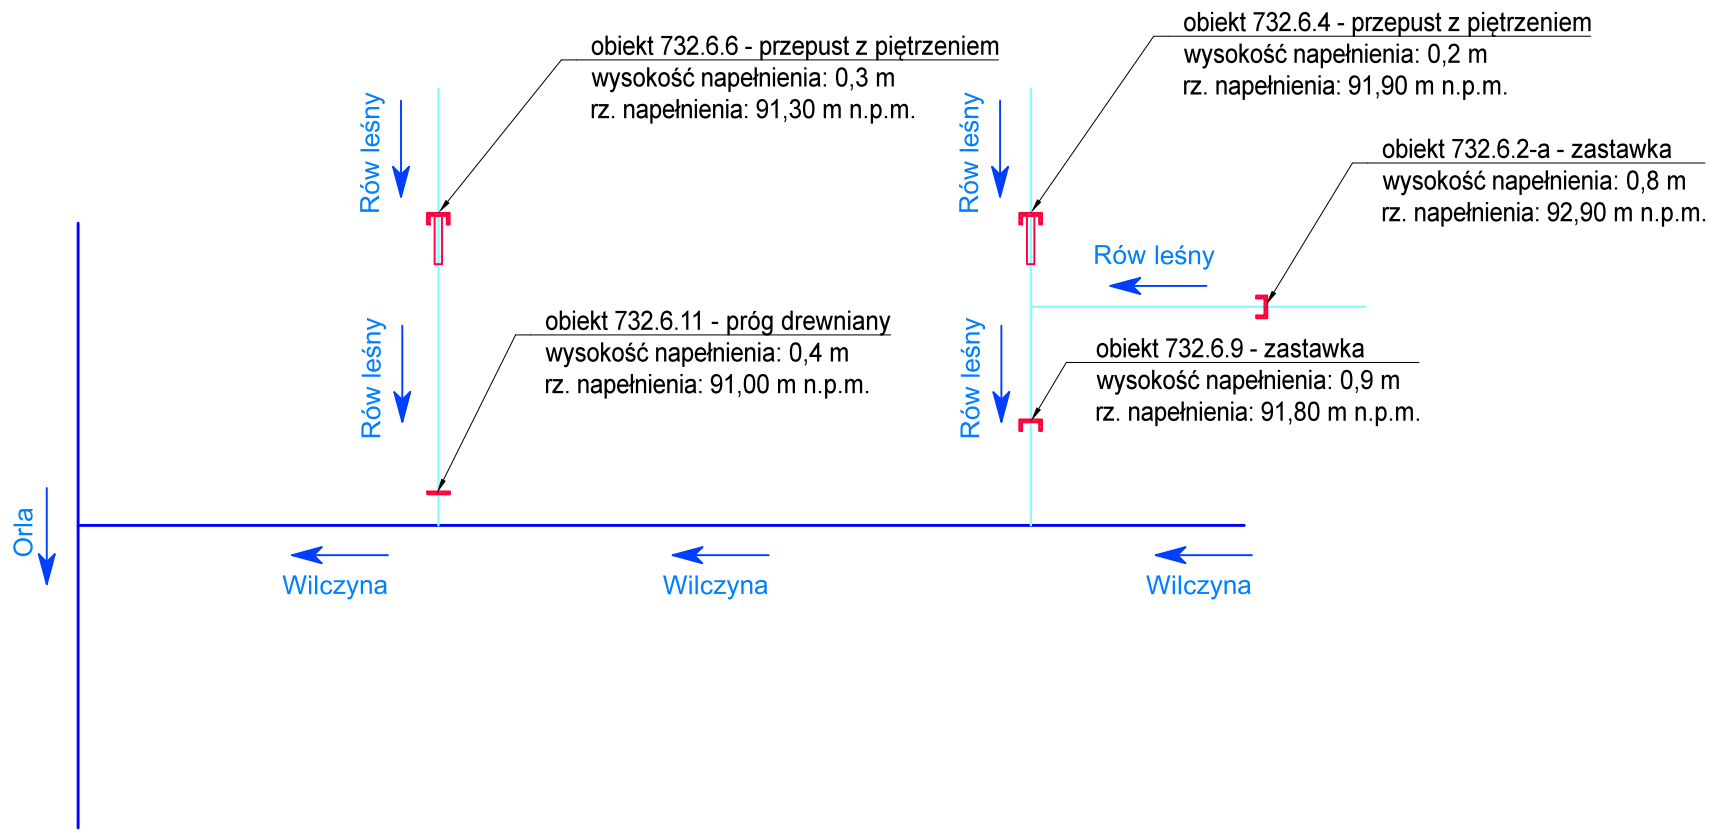 obiekt 732.6.4 - przepust z piętrzeniem
wysokość napełnienia: 0,2 m
rz. napełnienia: 91,90 m n.p.m.
obiekt 732.6.6 - przepust z piętrzeniem
wysokość napełnienia: 0,3 m
rz. napełnienia: 91,30 m n.p.m.
Rów leśny
Rów leśny
obiekt 732.6.2-a - zastawka
wysokość napełnienia: 0,8 m
rz. napełnienia: 92,90 m n.p.m.
Rów leśny
obiekt 732.6.11 - próg drewniany
wysokość napełnienia: 0,4 m
rz. napełnienia: 91,00 m n.p.m.
Rów leśny
Rów leśny
obiekt 732.6.9 - zastawka
wysokość napełnienia: 0,9 m
rz. napełnienia: 91,80 m n.p.m.
Orla
Wilczyna
Wilczyna
Wilczyna